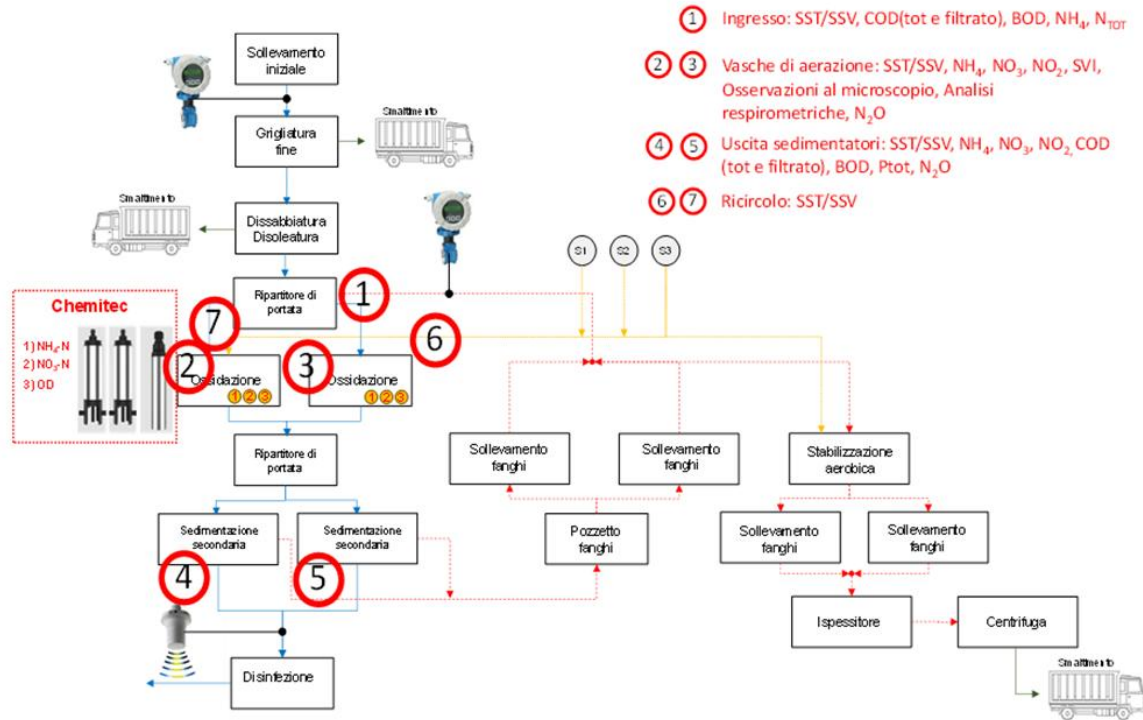 1 Ingresso: SST/SSV, COD(tot e filtrato), BOD, NH4, NTOT
2 3 Vasche di aerazione: SST/SSV, NH4, NO3, NO2, SVI,
Osservazioni al microscopio, Analisi
respirometriche, N2O
4 5 Uscita sedimentatori: SST/SSV, NH4, NO3, NO2, COD
(tot e filtrato), BOD, Ptot, N2O
6 7 Ricircolo: SST/SSV
Sollevamento
iniziale
Grigliatura
fine
Smaltimento
Smaltimento
Dissabbiatura
Disoleatura
S1
S2
S3
Ripartitore di
portata
1
7
6
Chemitec
1) NH4-N
2) NO3-N
3) OD
2
Ossidazione
1 2 3
3
Ossidazione
1 2 3
Ripartitore di
portata
Sollevamento
fanghi
Sollevamento
fanghi
Stabilizzazione
aerobica
Sedimentazione
secondaria
Sedimentazione
secondaria
Pozzetto
fanghi
Sollevamento
fanghi
Sollevamento
fanghi
4
5
Ispessitore
Centrifuga
Disinfezione
Smaltimento